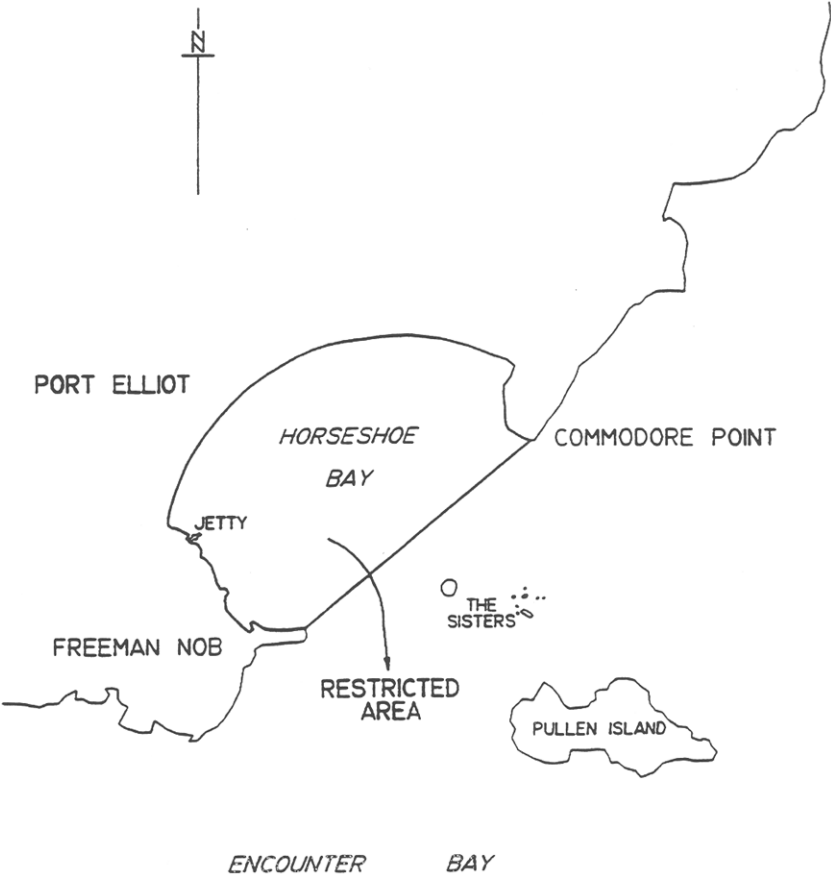 N
PORT ELLIOT
HORSESHOE
BAY
COMMODORE POINT
JETTY
THE
SISTERS
FREEMAN NOB
RESTRICTED
AREA
PULLEN ISLAND
ENCOUNTER BAY